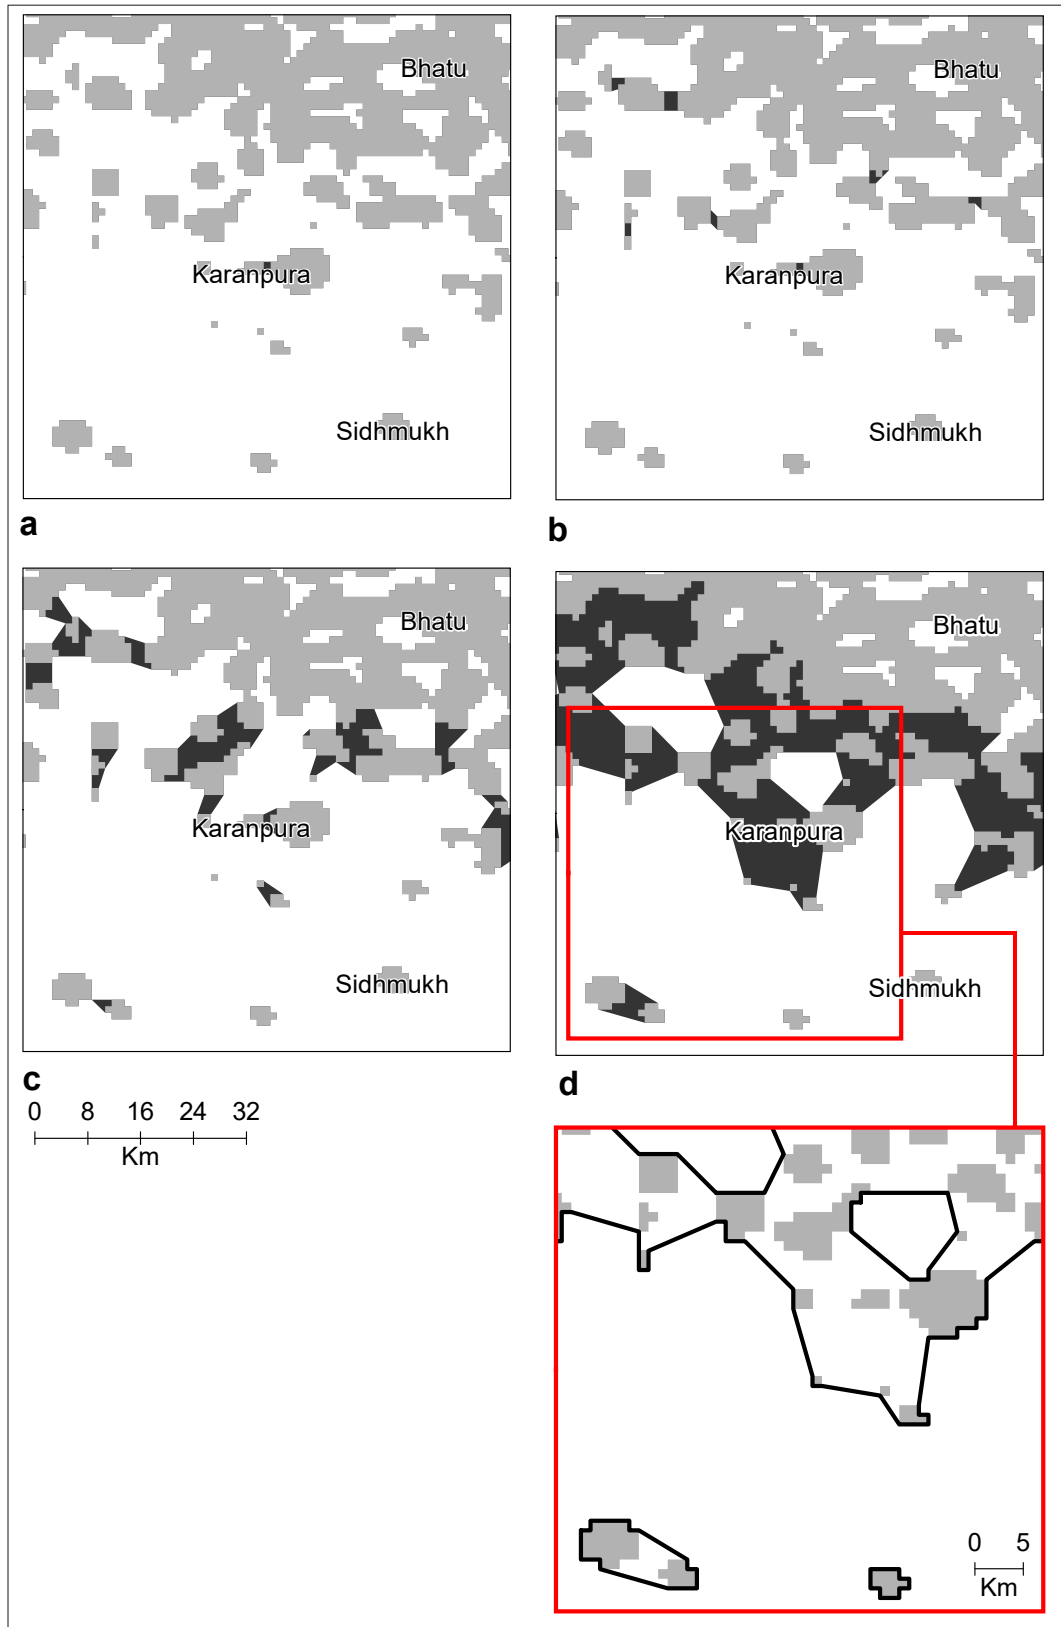 Bhatu
Karanpura
Sidhmukh
a
Bhatu
Karanpura
Sidhmukh
b
Bhatu
Karanpura
Sidhmukh
c
0 8 16 24 32
Km
Bhatu
Karanpura
Sidhmukh
d
0 5
Km